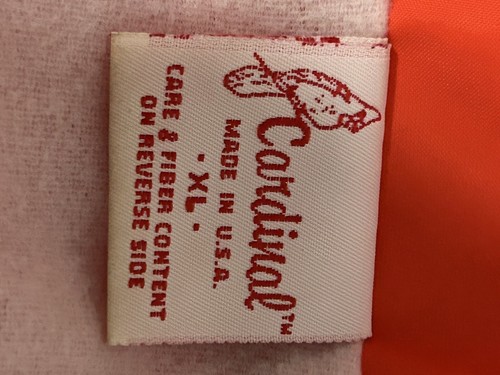 Cardinal™
MADE IN U.S.A.
· XL ·
CARE & FIBER CONTENT
ON REVERSE SIDE